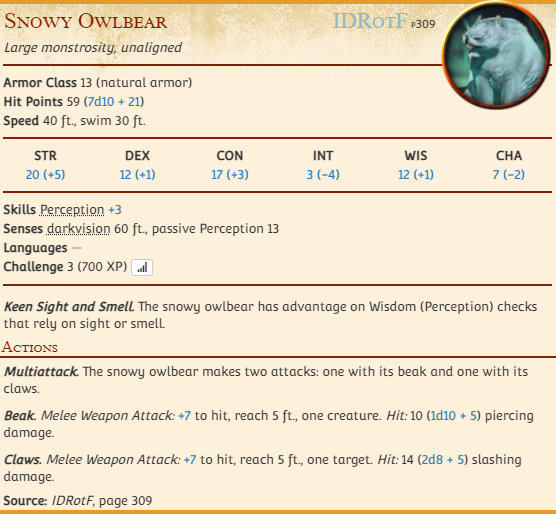 Snowy Owlbear IDRotF P309
Large monstrosity, unaligned
Armor Class 13 (natural armor)
Hit Points 59 (7d10 + 21)
Speed 40 ft., swim 30 ft.
STR DEX CON INT WIS CHA
20 (+5) 12 (+1) 17 (+3) 3 (−4) 12 (+1) 7 (−2)
Skills Perception +3
Senses darkvision 60 ft., passive Perception 13
Languages —
Challenge 3 (700 XP)
Keen Sight and Smell. The snowy owlbear has advantage on Wisdom (Perception) checks
that rely on sight or smell.
Actions
Multiattack. The snowy owlbear makes two attacks: one with its beak and one with its
claws.
Beak. Melee Weapon Attack: +7 to hit, reach 5 ft., one creature. Hit: 10 (1d10 + 5) piercing
damage.
Claws. Melee Weapon Attack: +7 to hit, reach 5 ft., one target. Hit: 14 (2d8 + 5) slashing
damage.
Source: IDRotF, page 309